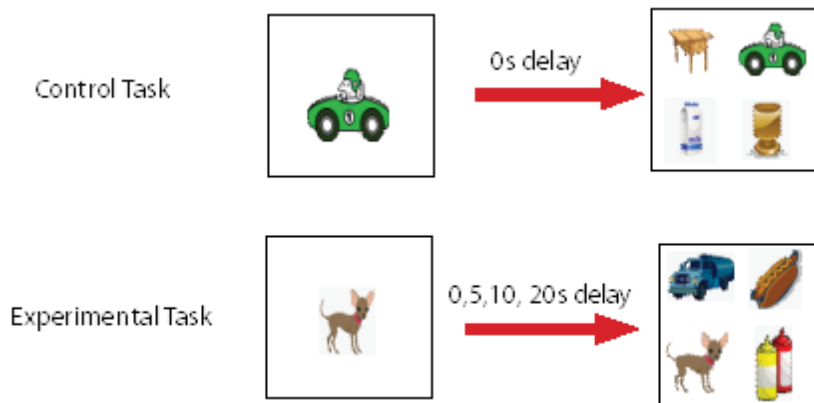 Control Task
0s delay
Experimental Task
0,5,10, 20s delay